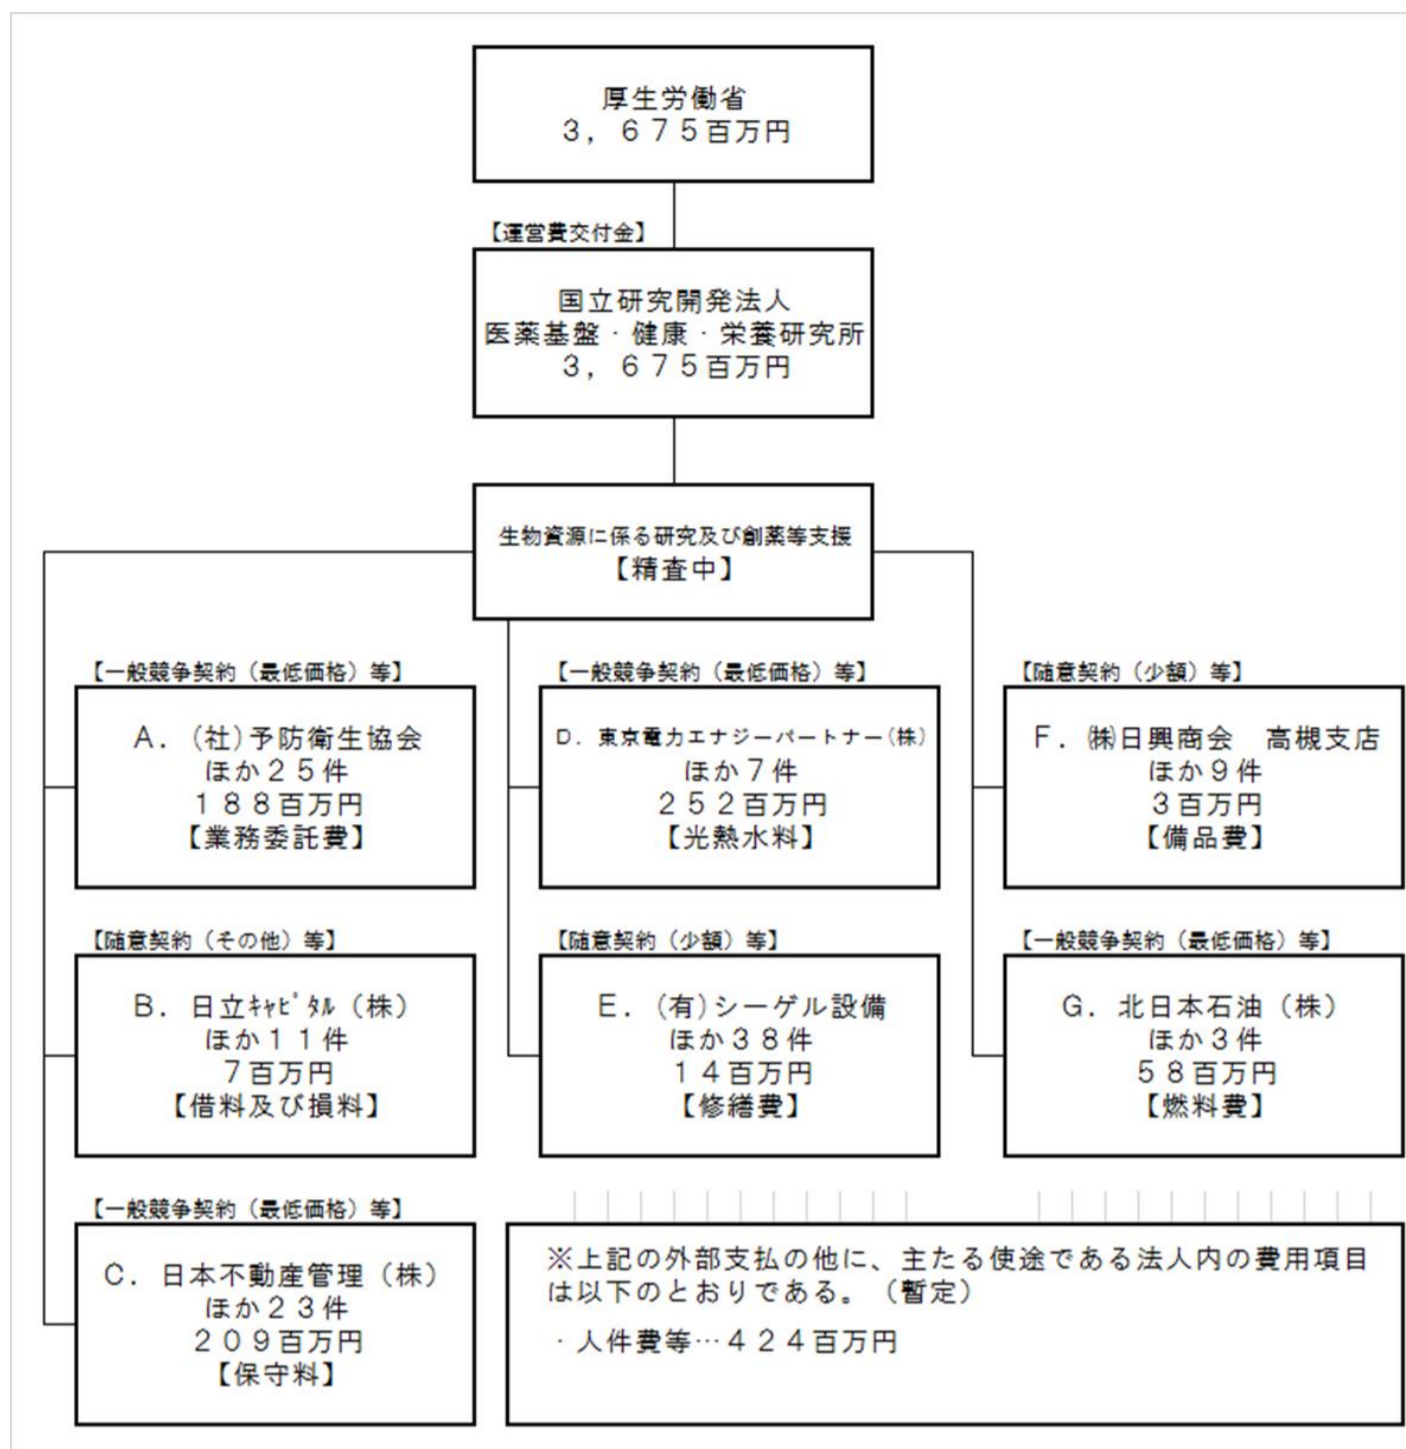 厚生労働省
３，６７５百万円
【運営費交付金】
国立研究開発法人
医薬基盤・健康・栄養研究所
３，６７５百万円
生物資源に係る研究及び創薬等支援
【精査中】
【一般競争契約（最低価格）等】
Ａ．(社)予防衛生協会
ほか２５件
１８８百万円
【業務委託費】
【一般競争契約（最低価格）等】
Ｄ．東京電力エナジーパートナー(株)
ほか７件
２５２百万円
【光熱水料】
【随意契約（少額）等】
Ｆ．㈱日興商会　高槻支店
ほか９件
３百万円
【備品費】
【随意契約（その他）等】
Ｂ．日立ｷｬﾋﾟﾀﾙ（株）
ほか１１件
７百万円
【借料及び損料】
【随意契約（少額）等】
Ｅ．(有)シーゲル設備
ほか３８件
１４百万円
【修繕費】
【一般競争契約（最低価格）等】
Ｇ．北日本石油（株）
ほか３件
５８百万円
【燃料費】
【一般競争契約（最低価格）等】
Ｃ．日本不動産管理（株）
ほか２３件
２０９百万円
【保守料】
※上記の外部支払の他に、主たる使途である法人内の費用項目
は以下のとおりである。（暫定）
・人件費等…４２４百万円